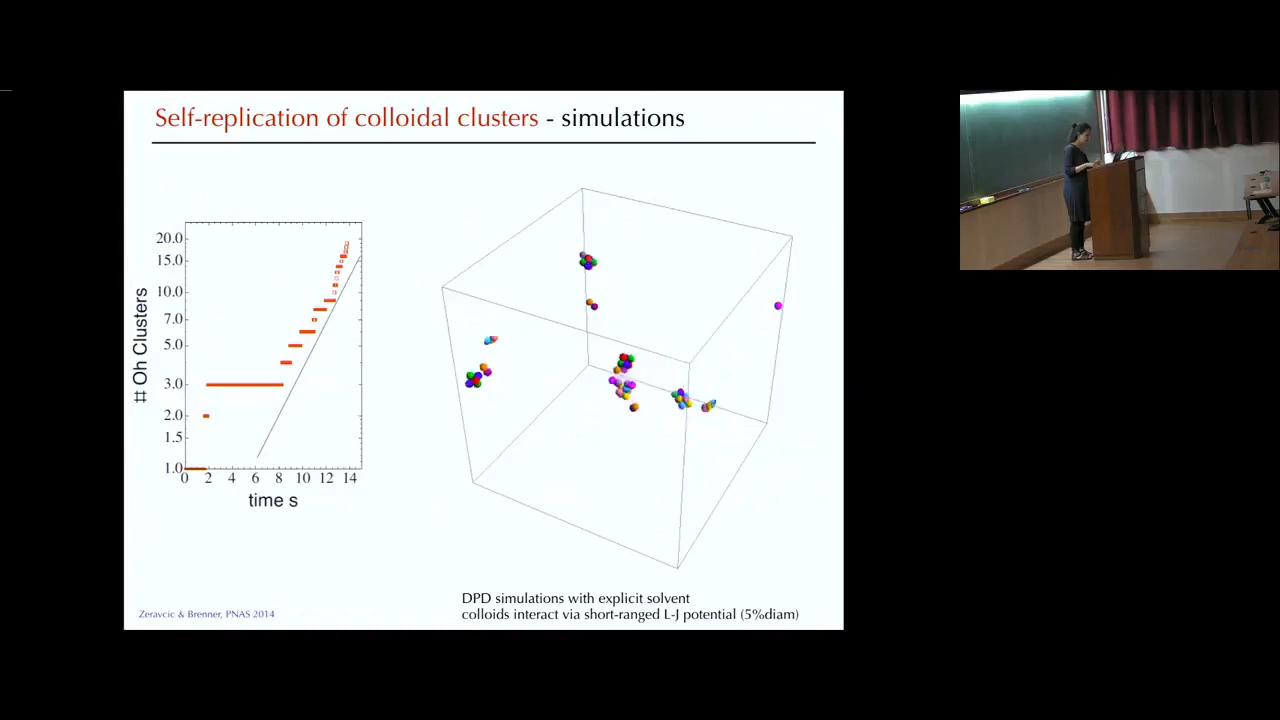 Self-replication of colloidal clusters - simulations
# Oh Clusters
20.0
15.0
10.0
7.0
5.0
3.0
2.0
1.5
1.0
0 2 4 6 8 10 12 14
time s
DPD simulations with explicit solvent
colloids interact via short-ranged L-J potential (5%diam)
Zeravcic & Brenner, PNAS 2014